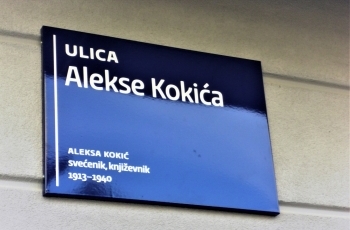 ULICA
Alekse Kokića
ALEKSA KOKIĆ
svećenik, književnik
1913-1940